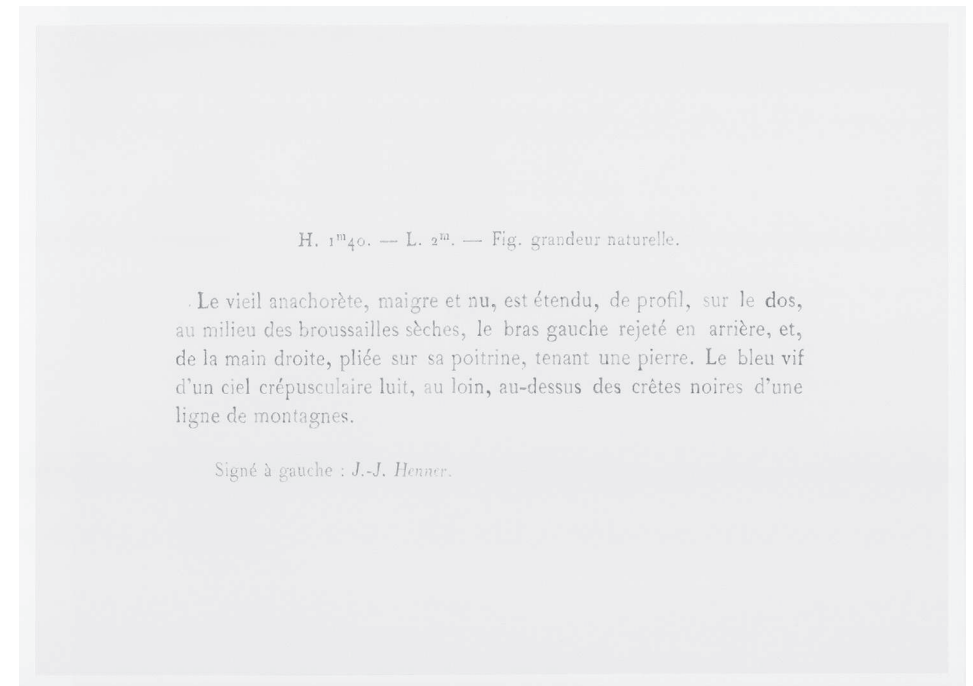 H. 1ᵐ40. — L. 2ᵐ. — Fig. grandeur naturelle.
Le vieil anachorète, maigre et nu, est étendu, de profil, sur le dos,
au milieu des broussailles sèches, le bras gauche rejeté en arrière, et,
de la main droite, pliée sur sa poitrine, tenant une pierre. Le bleu vif
d'un ciel crépusculaire luit, au loin, au-dessus des crêtes noires d'une
ligne de montagnes.
Signé à gauche : J.-J. Henner.